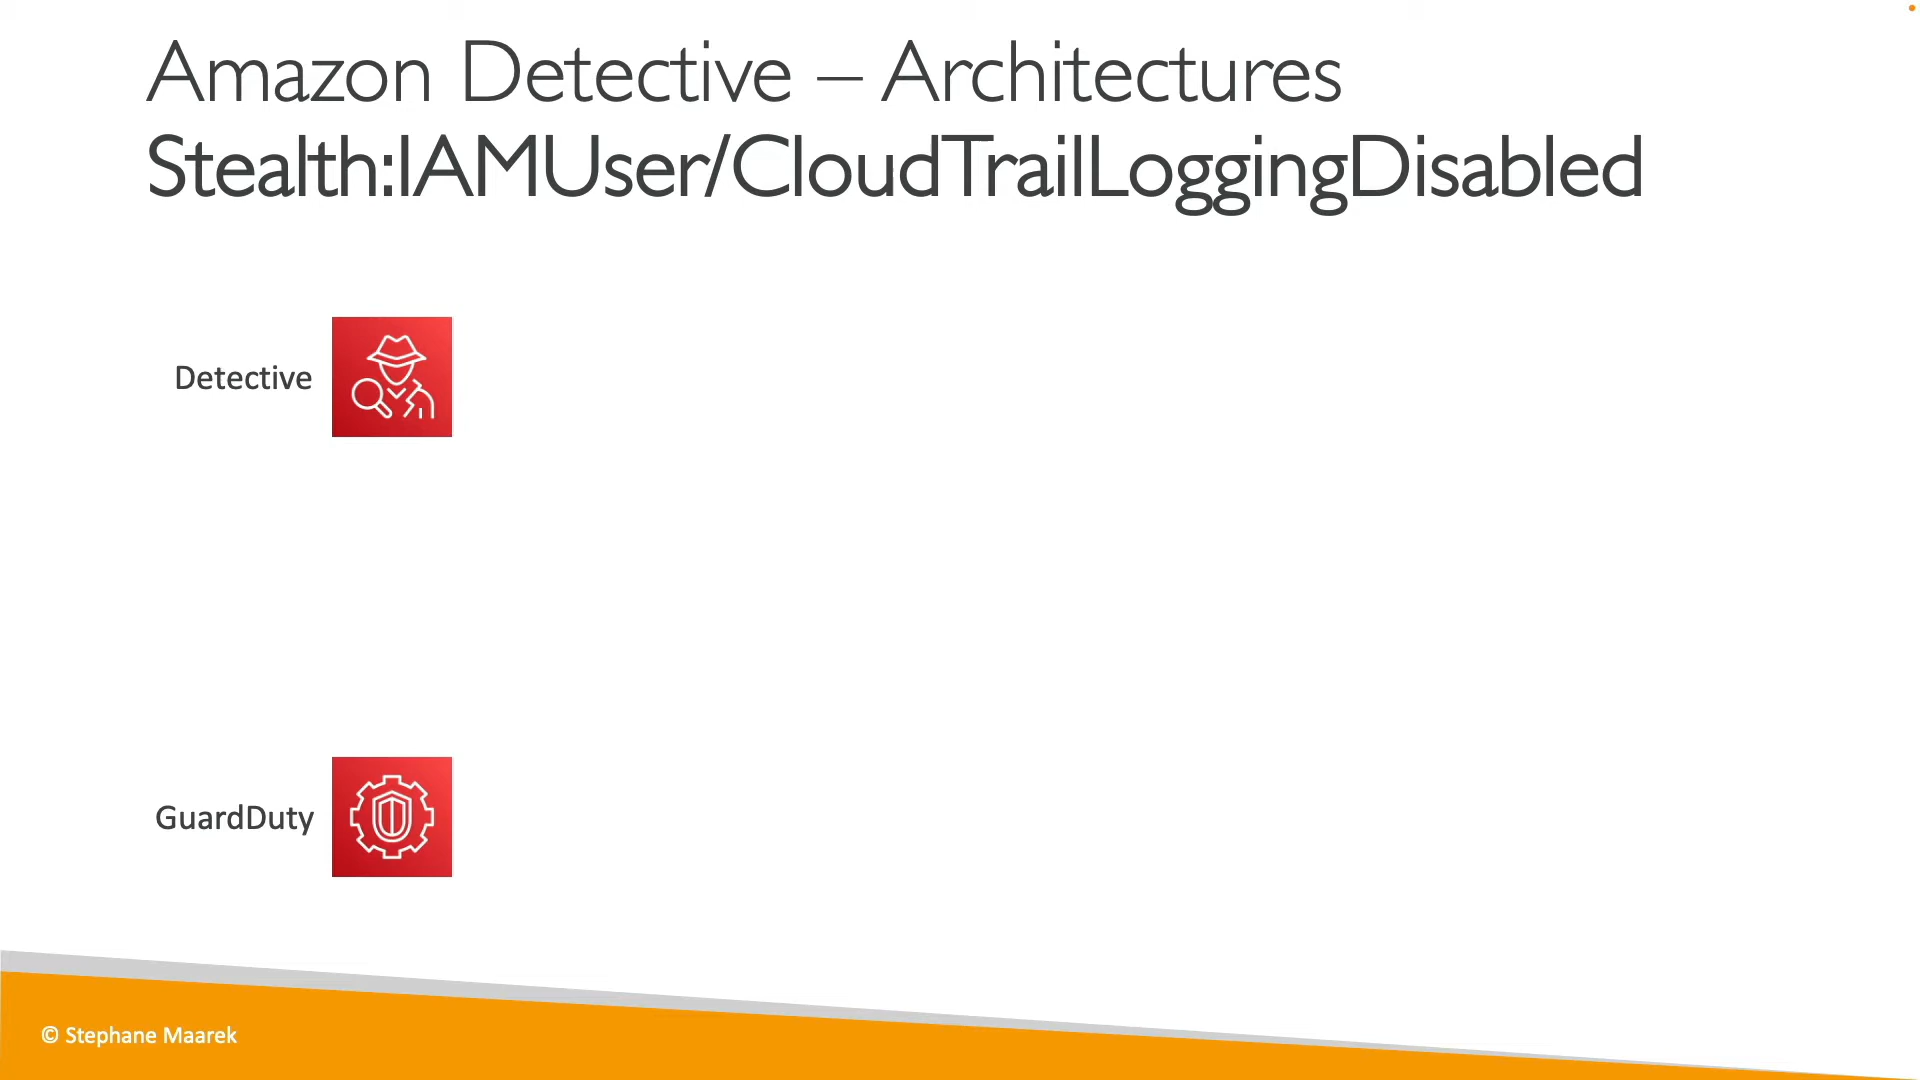 Amazon Detective – Architectures
Stealth:IAMUser/CloudTrailLoggingDisabled
Detective
GuardDuty
© Stephane Maarek